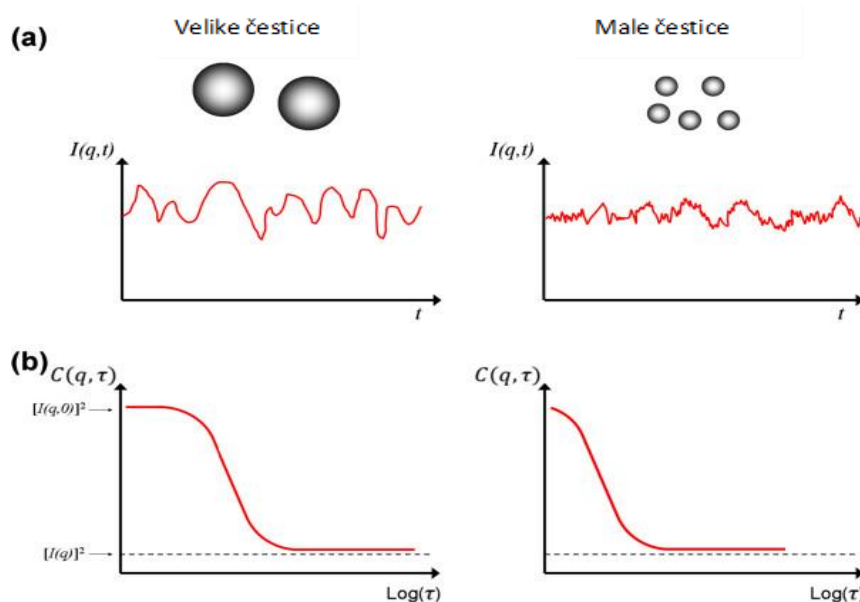 (a)
Velike čestice
Male čestice
I(q,t)
I(q,t)
t
t
(b)
C(q,τ)
C(q,τ)
[I(q,0)]²
[I(q)]²
Log(τ)
Log(τ)